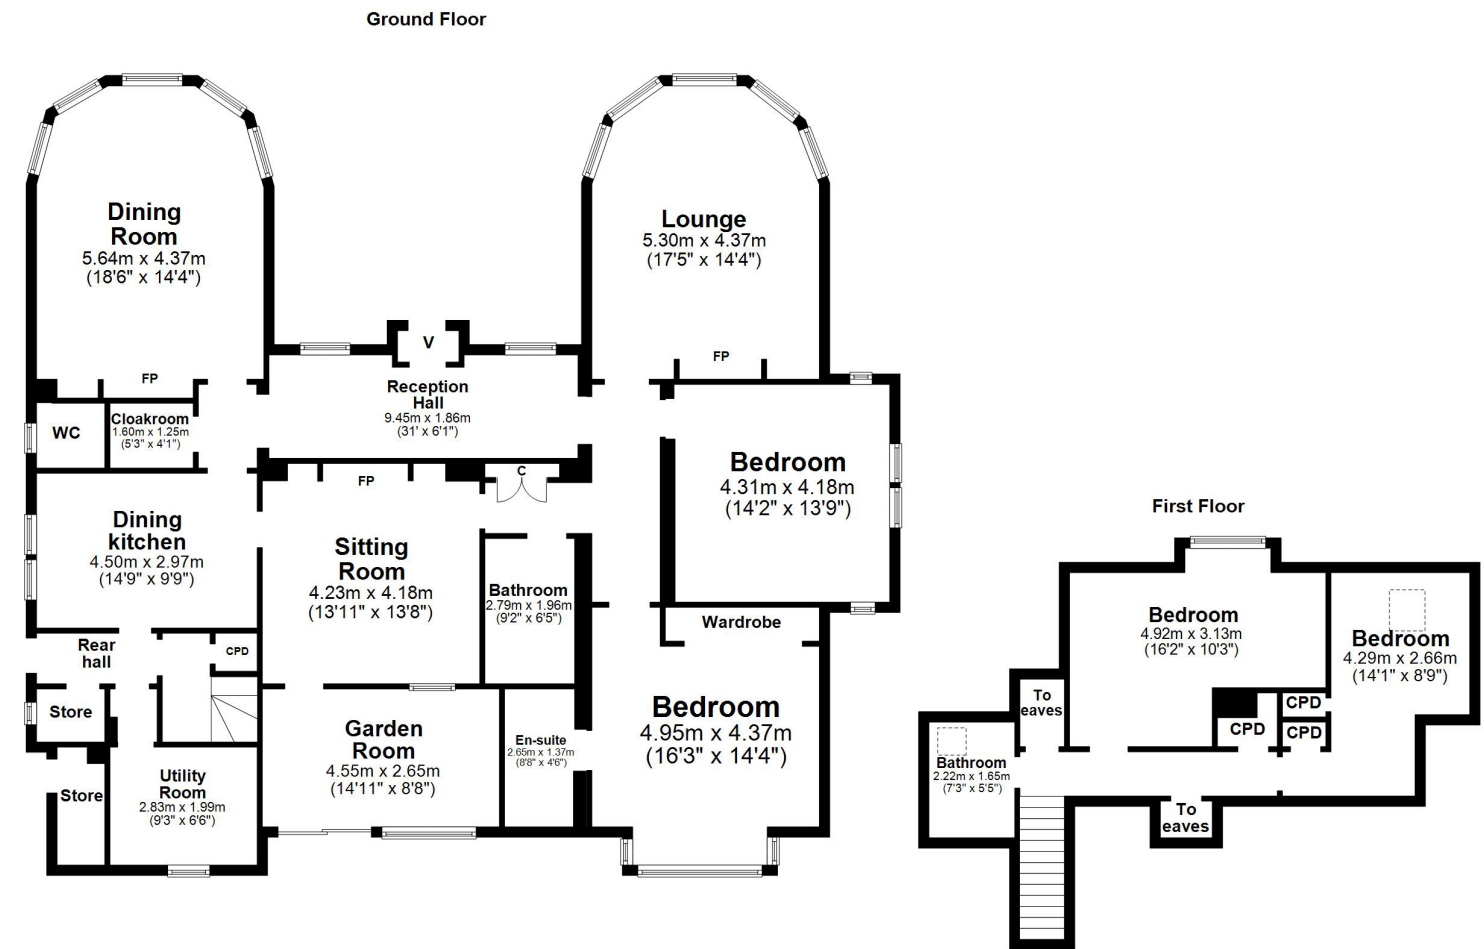 Ground Floor
Dining
Room
5.64m x 4.37m
(18'6" x 14'4")
FP
Lounge
5.30m x 4.37m
(17'5" x 14'4")
FP
V
Reception
Hall
9.45m x 1.86m
(31' x 6'1")
WC
Cloakroom
1.60m x 1.25m
(5'3" x 4'1")
Dining
kitchen
4.50m x 2.97m
(14'9" x 9'9")
FP
Sitting
Room
4.23m x 4.18m
(13'11" x 13'8")
C
Bathroom
2.79m x 1.96m
(9'2" x 6'5")
Bedroom
4.31m x 4.18m
(14'2" x 13'9")
Wardrobe
Bedroom
4.95m x 4.37m
(16'3" x 14'4")
Rear
hall
CPD
Store
Store
Utility
Room
2.83m x 1.99m
(9'3" x 6'6")
Garden
Room
4.55m x 2.65m
(14'11" x 8'8")
En-suite
2.65m x 1.37m
(8'8" x 4'6")
First Floor
Bedroom
4.92m x 3.13m
(16'2" x 10'3")
Bedroom
4.29m x 2.66m
(14'1" x 8'9")
To
eaves
CPD
CPD
CPD
Bathroom
2.22m x 1.65m
(7'3" x 5'5")
To
eaves